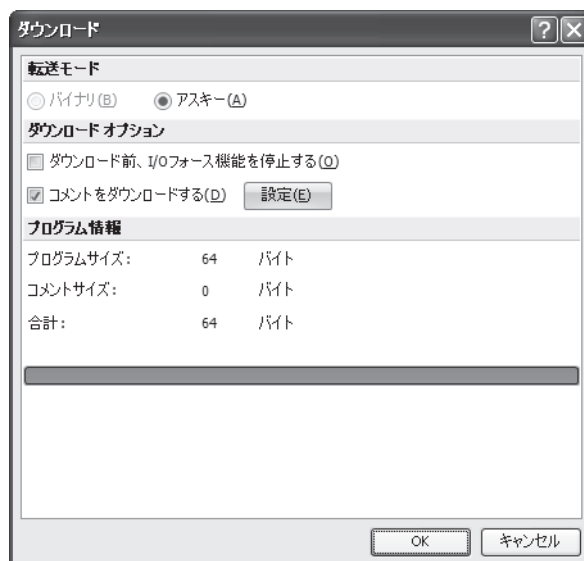 ダウンロード
転送モード
バイナリ(B) アスキー(A)
ダウンロード オプション
ダウンロード前、I/Oフォース機能を停止する(O)
コメントをダウンロードする(D) 設定(E)
プログラム情報
プログラムサイズ: 64 バイト
コメントサイズ: 0 バイト
合計: 64 バイト
OK キャンセル